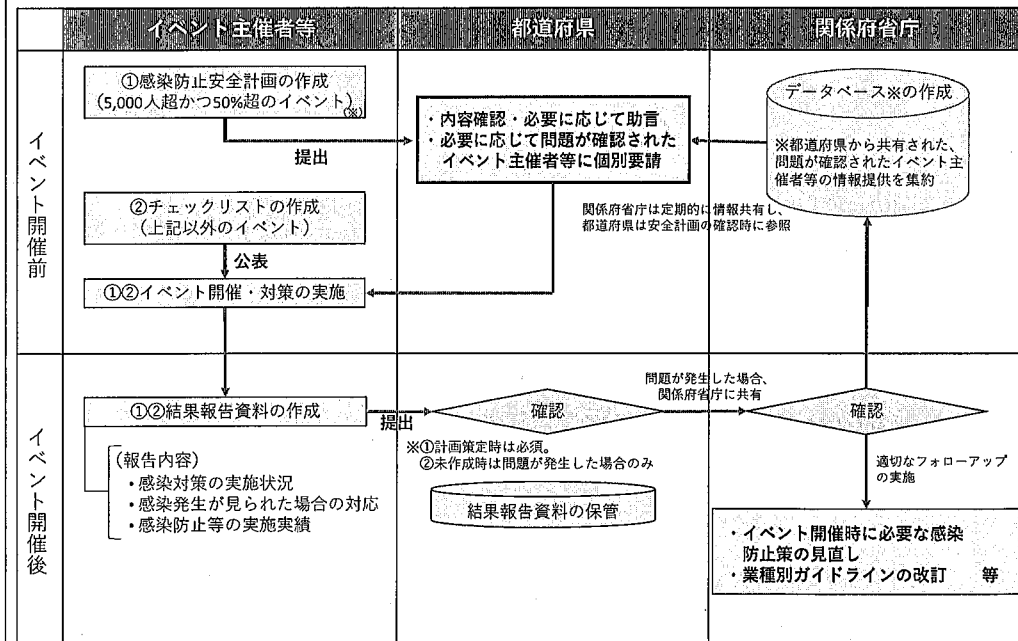 イベント主催者等
都道府県
関係府省庁
イベント開催前
①感染防止安全計画の作成
(5,000人超かつ50%超のイベント)
(※)
提出
②チェックリストの作成
(上記以外のイベント)
公表
①②イベント開催・対策の実施
・内容確認・必要に応じて助言
・必要に応じて問題が確認された
イベント主催者等に個別要請
データベース※の作成
※都道府県から共有された、
問題が確認されたイベント主
催者等の情報提供を集約
関係府省庁は定期的に情報共有し、
都道府県は安全計画の確認時に参照
イベント開催後
①②結果報告資料の作成
提出
(報告内容)
・感染対策の実施状況
・感染発生が見られた場合の対応
・感染防止等の実施実績
確認
※①計画策定時は必須。
②未作成時は問題が発生した場合のみ
結果報告資料の保管
問題が発生した場合、
関係府省庁に共有
確認
適切なフォローアップ
の実施
・イベント開催時に必要な感染
防止策の見直し
・業種別ガイドラインの改訂 等